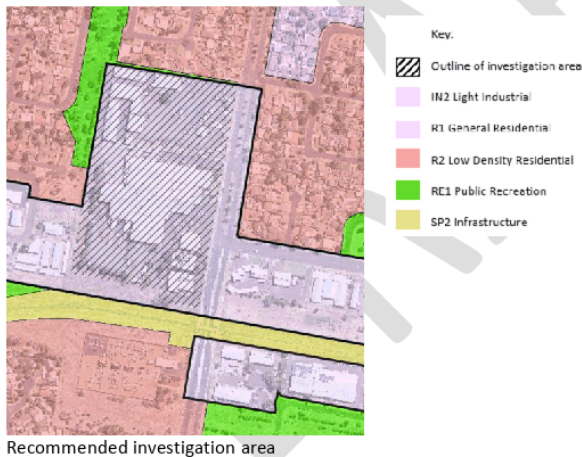 Key:
Outline of investigation area
IN2 Light Industrial
R1 General Residential
R2 Low Density Residential
RE1 Public Recreation
SP2 Infrastructure
Recommended investigation area